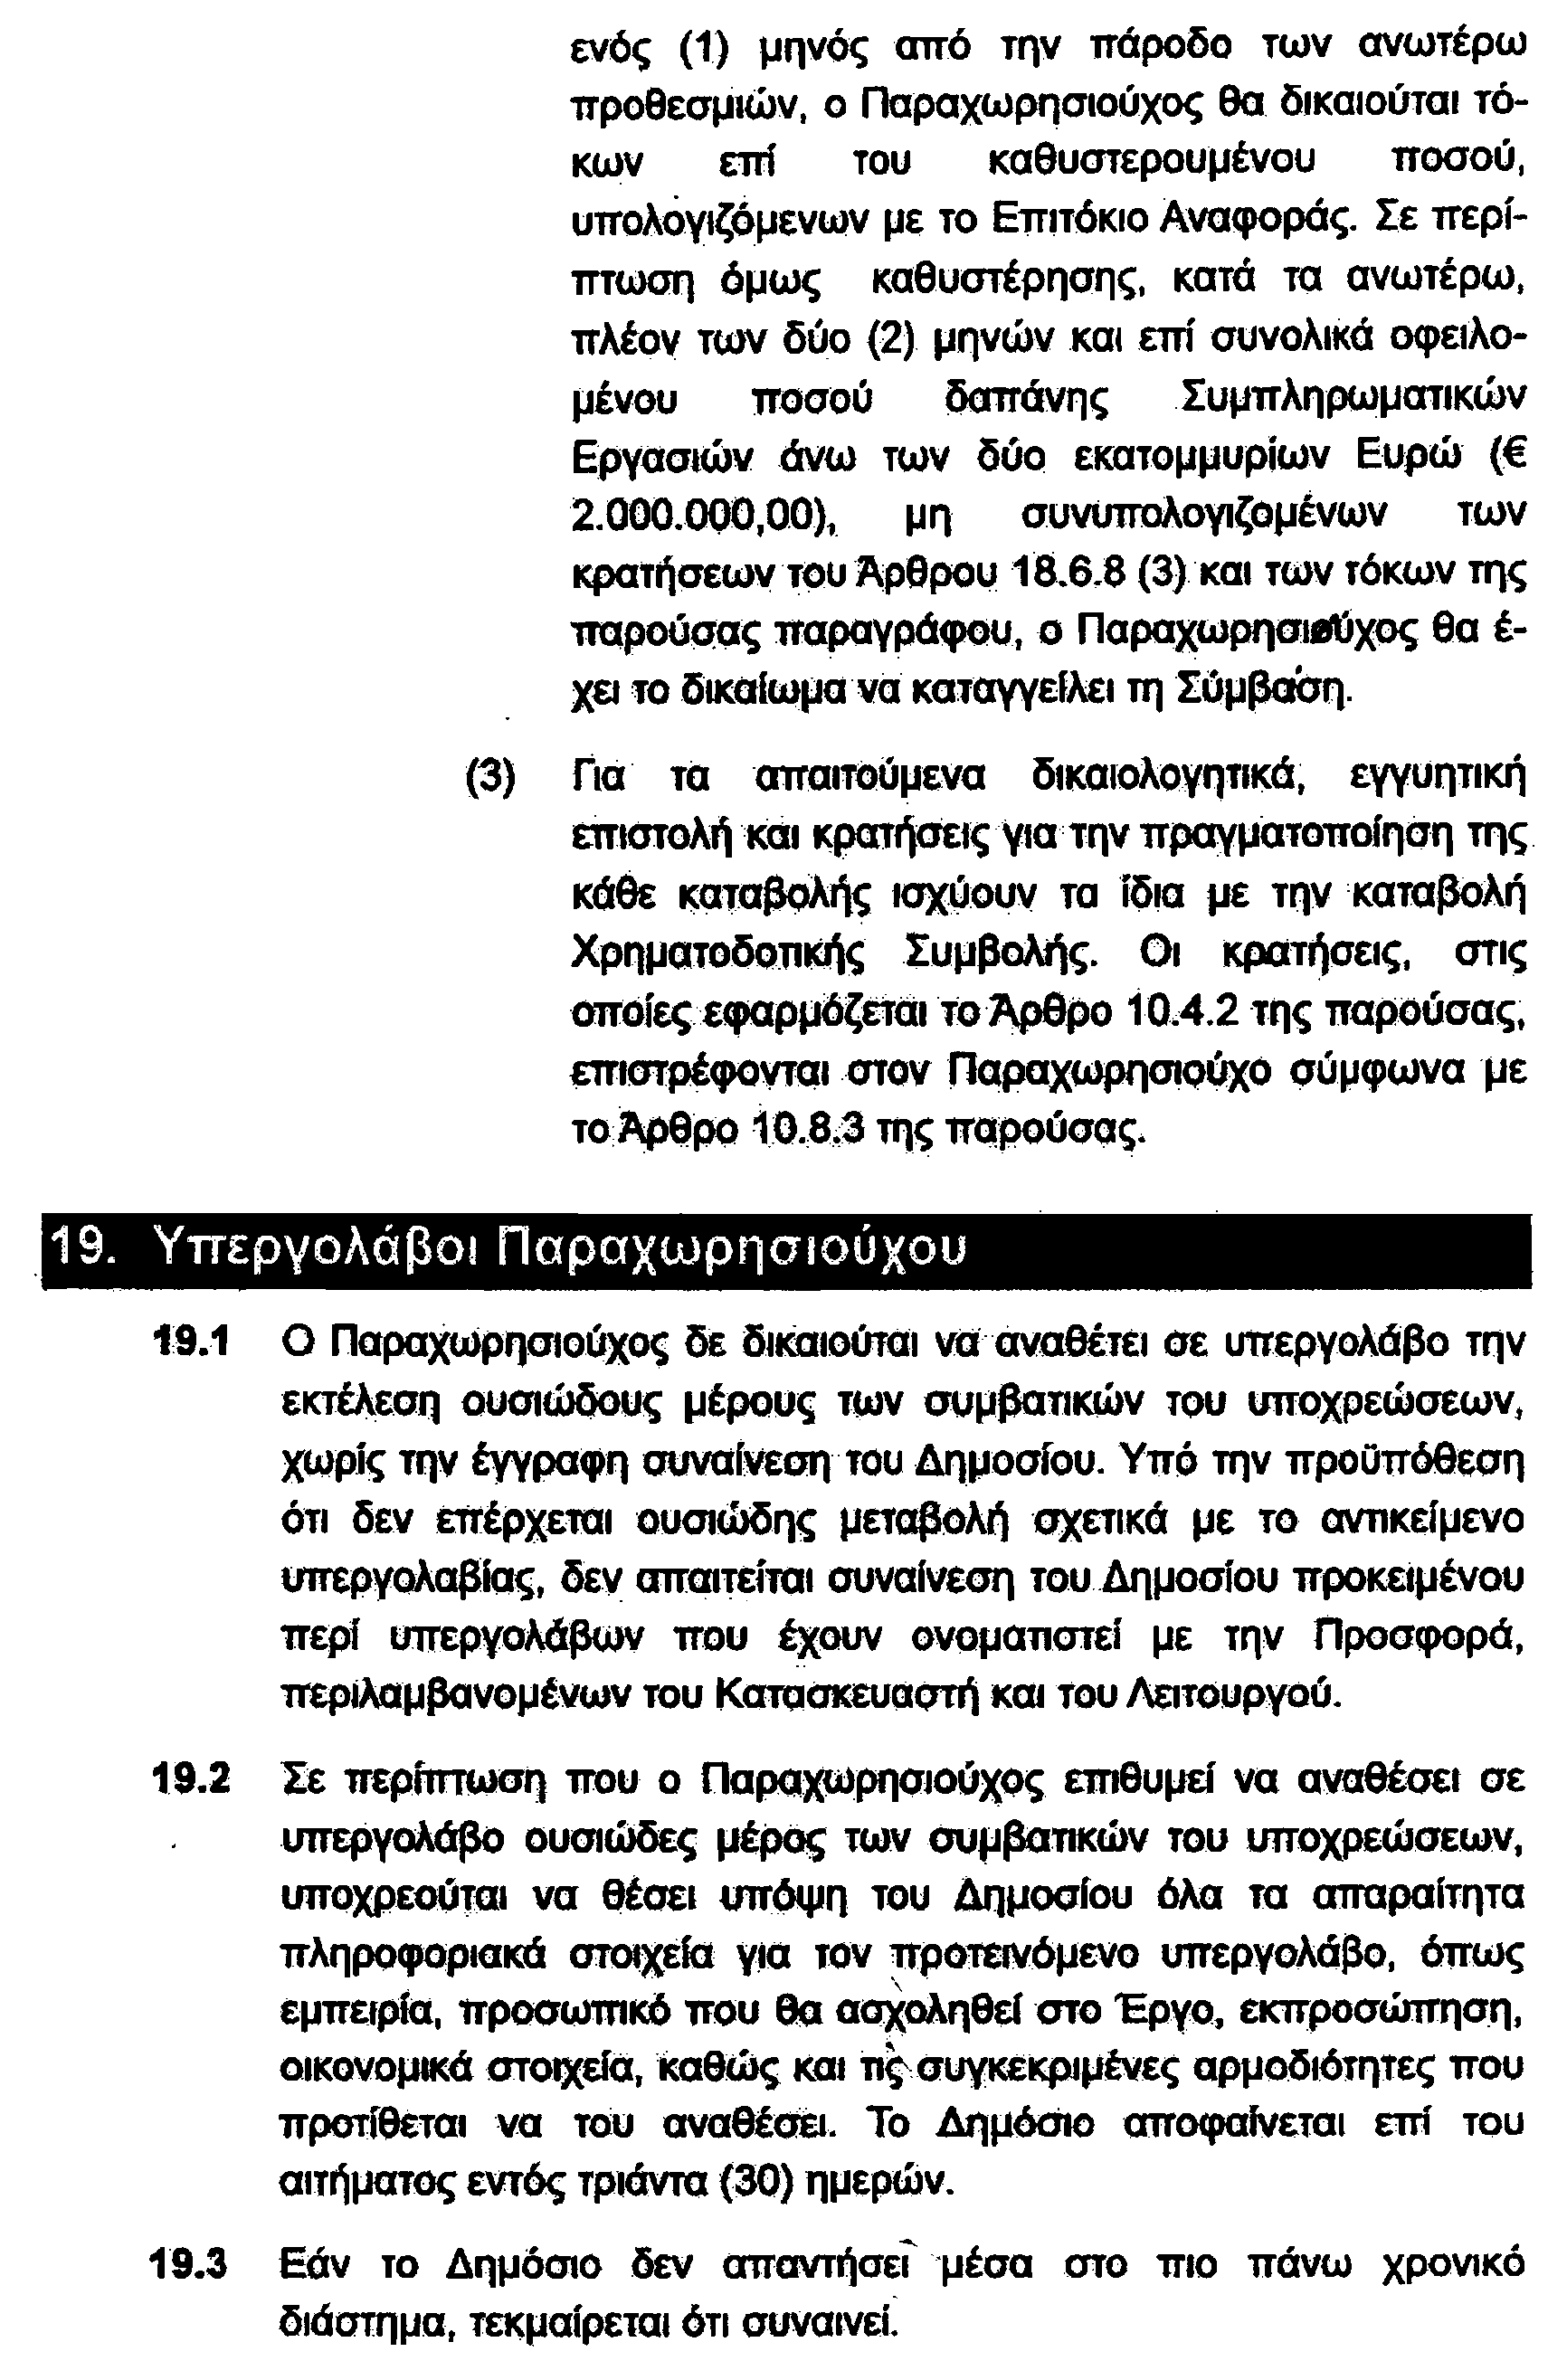 ενός (1) μηνός από την πάροδο των ανωτέρω
προθεσμιών, ο Παραχωρησιούχος θα δικαιούται τό-
κων επί του καθυστερουμένου ποσού,
υπολογιζόμενων με το Επιτόκιο Αναφοράς. Σε περί-
πτωση όμως καθυστέρησης, κατά τα ανωτέρω,
πλέον των δύο (2) μηνών και επί συνολικά οφειλο-
μένου ποσού δαπάνης Συμπληρωματικών
Εργασιών άνω των δύο εκατομμυρίων Ευρώ (€
2.000.000,00), μη συνυπολογιζομένων των
κρατήσεων του Άρθρου 18.6.8 (3) και των τόκων της
παρούσας παραγράφου, ο Παραχωρησιούχος θα έ-
χει το δικαίωμα να καταγγείλει τη Σύμβαση.
(3) Για τα απαιτούμενα δικαιολογητικά, εγγυητική
επιστολή και κρατήσεις για την πραγματοποίηση της
κάθε καταβολής ισχύουν τα ίδια με την καταβολή
Χρηματοδοτικής Συμβολής. Οι κρατήσεις, στις
οποίες εφαρμόζεται το Άρθρο 10.4.2 της παρούσας,
επιστρέφονται στον Παραχωρησιούχο σύμφωνα με
το Άρθρο 10.8.3 της παρούσας.
19. Υπεργολάβοι Παραχωρησιούχου
19.1 Ο Παραχωρησιούχος δε δικαιούται να αναθέτει σε υπεργολάβο την
εκτέλεση ουσιώδους μέρους των συμβατικών του υποχρεώσεων,
χωρίς την έγγραφη συναίνεση του Δημοσίου. Υπό την προϋπόθεση
ότι δεν επέρχεται ουσιώδης μεταβολή σχετικά με το αντικείμενο
υπεργολαβίας, δεν απαιτείται συναίνεση του Δημοσίου προκειμένου
περί υπεργολάβων που έχουν ονοματιστεί με την Προσφορά,
περιλαμβανομένων του Κατασκευαστή και του Λειτουργού.
19.2 Σε περίπτωση που ο Παραχωρησιούχος επιθυμεί να αναθέσει σε
υπεργολάβο ουσιώδες μέρος των συμβατικών του υποχρεώσεων,
υποχρεούται να θέσει υπόψη του Δημοσίου όλα τα απαραίτητα
πληροφοριακά στοιχεία για τον προτεινόμενο υπεργολάβο, όπως
εμπειρία, προσωπικό που θα ασχοληθεί στο Έργο, εκπροσώπηση,
οικονομικά στοιχεία, καθώς και τις συγκεκριμένες αρμοδιότητες που
προτίθεται να του αναθέσει. Το Δημόσιο αποφαίνεται επί του
αιτήματος εντός τριάντα (30) ημερών.
19.3 Εάν το Δημόσιο δεν απαντήσει μέσα στο πιο πάνω χρονικό
διάστημα, τεκμαίρεται ότι συναινεί.